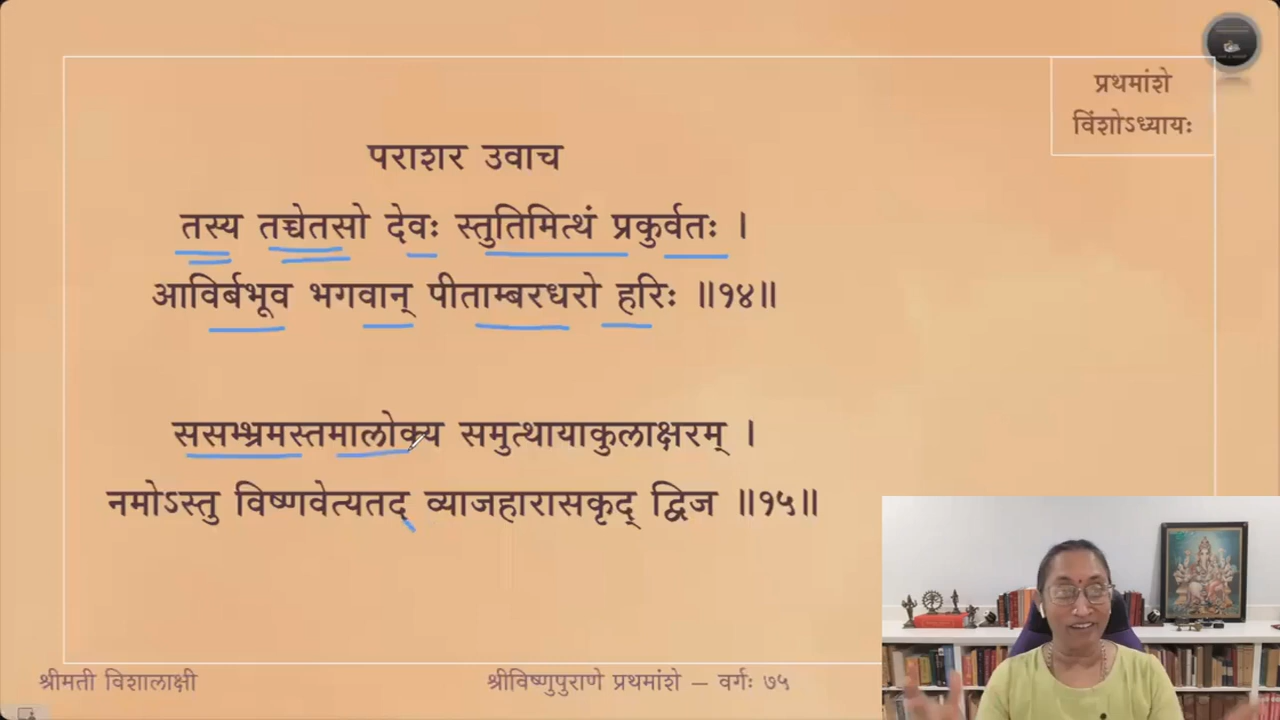 प्रथमांशे
विंशोऽध्यायः
पराशर उवाच
तस्य तच्चेतसो देवः स्तुतिमित्थं प्रकुर्वतः ।
आविर्बभूव भगवान् पीताम्बरधरो हरिः ॥१४॥
ससम्भ्रमस्तमालोक्य समुत्थायाकुलाक्षरम् ।
नमोऽस्तु विष्णवेत्यतद् व्याजहारासकृद् द्विज ॥१५॥
श्रीमती विशालाक्षी
श्रीविष्णुपुराणे प्रथमांशे – वर्गः ७५